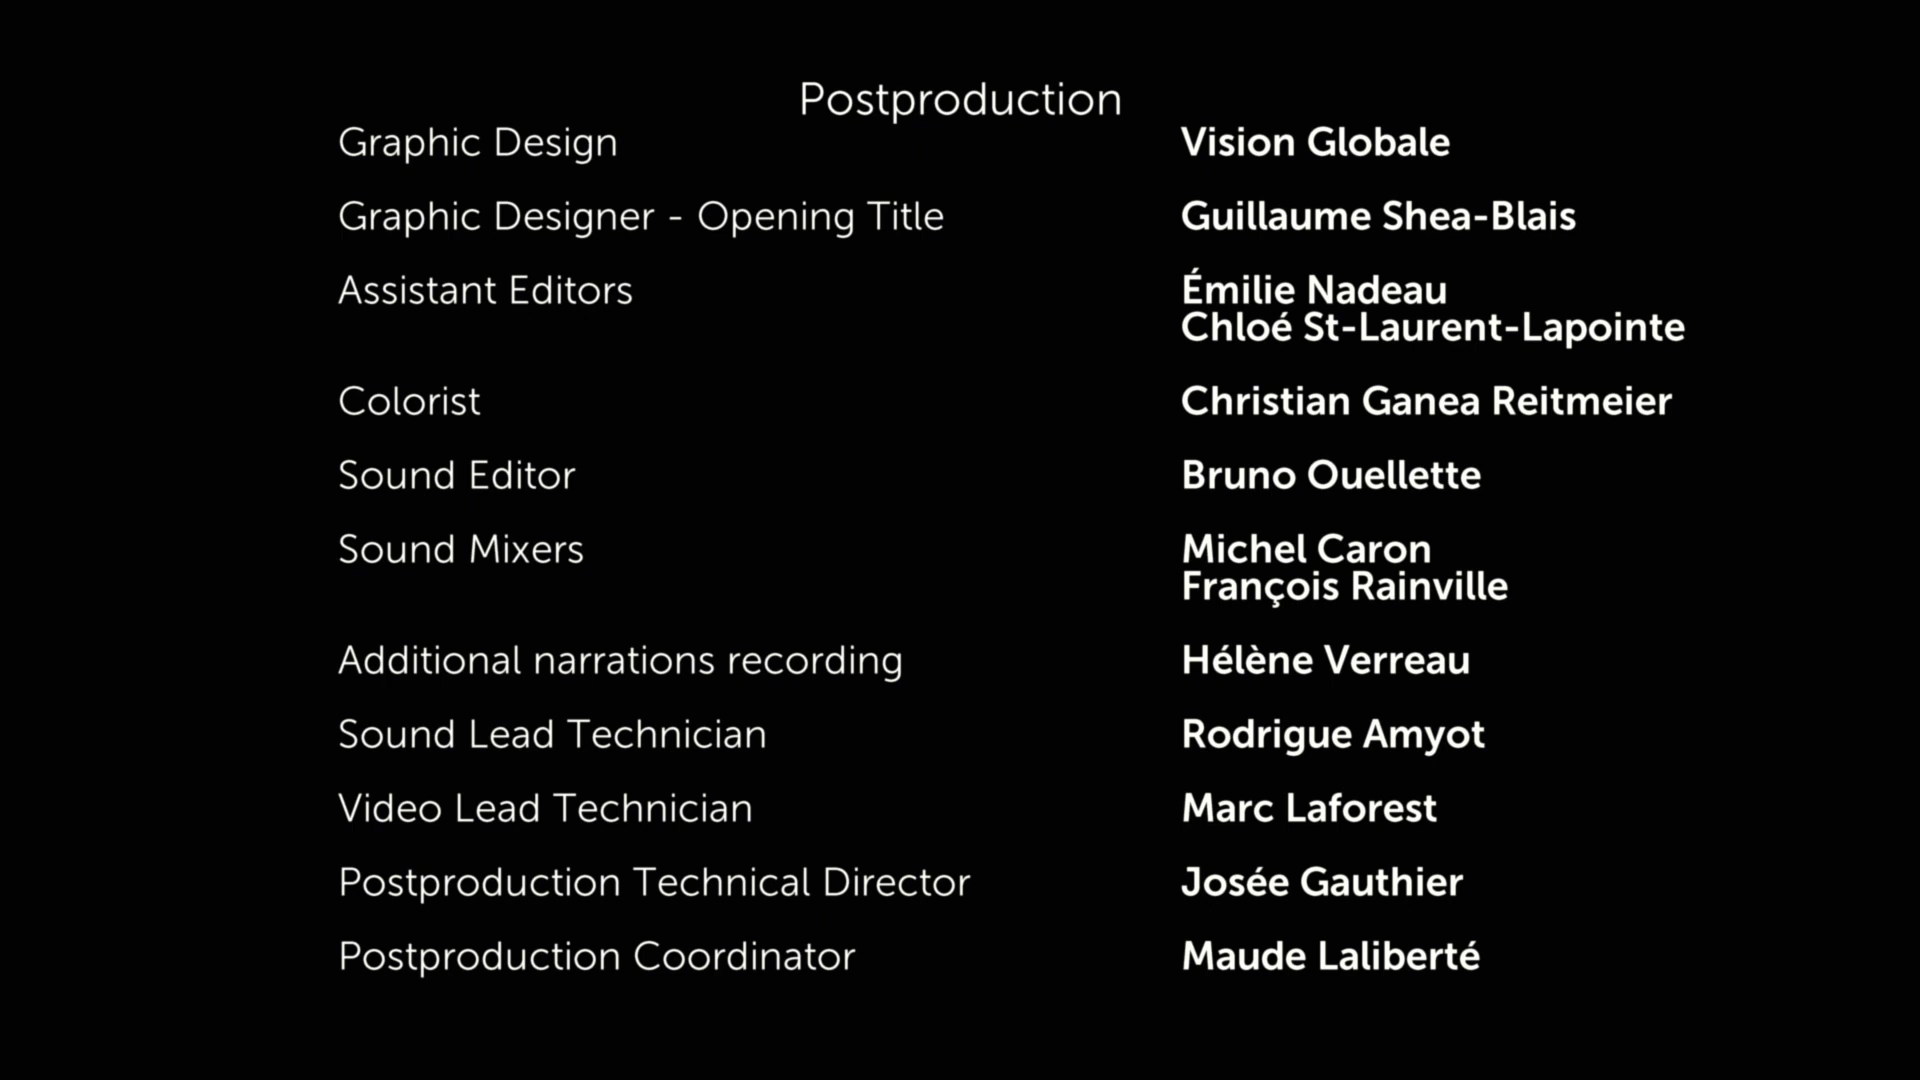 Postproduction
Graphic Design Vision Globale
Graphic Designer - Opening Title Guillaume Shea-Blais
Assistant Editors Émilie Nadeau
Chloé St-Laurent-Lapointe
Colorist Christian Ganea Reitmeier
Sound Editor Bruno Ouellette
Sound Mixers Michel Caron
François Rainville
Additional narrations recording Hélène Verreau
Sound Lead Technician Rodrigue Amyot
Video Lead Technician Marc Laforest
Postproduction Technical Director Josée Gauthier
Postproduction Coordinator Maude Laliberté